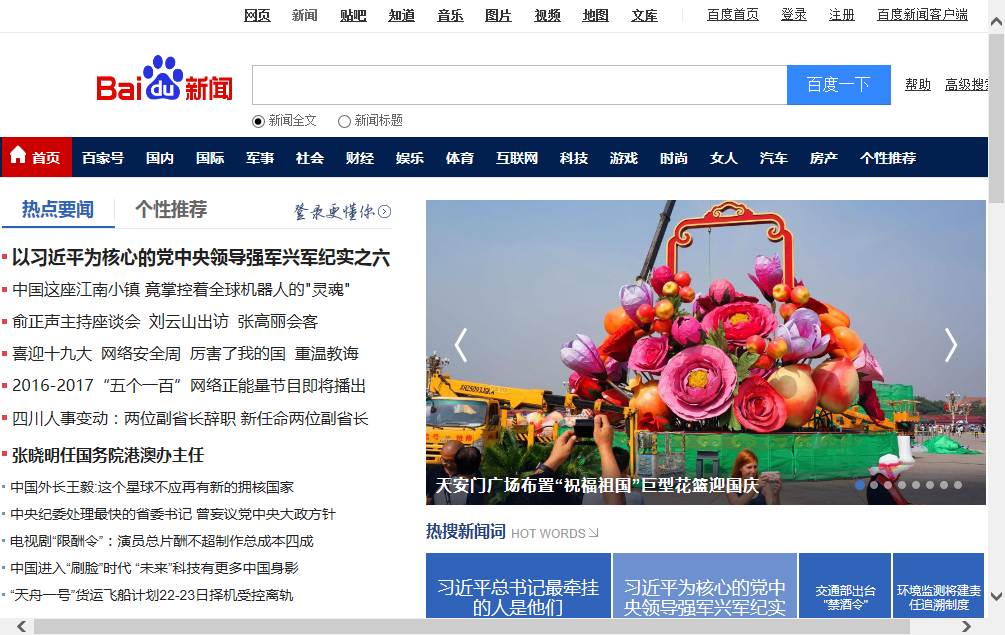 网页 新闻 贴吧 知道 音乐 图片 视频 地图 文库 百度首页 登录 注册 百度新闻客户端
Bai du 新闻
百度一下
帮助 高级搜索
新闻全文 新闻标题
首页 百家号 国内 国际 军事 社会 财经 娱乐 体育 互联网 科技 游戏 时尚 女人 汽车 房产 个性推荐
热点要闻 个性推荐 登录更懂你
以习近平为核心的党中央领导强军兴军纪实之六
中国这座江南小镇 竟掌控着全球机器人的"灵魂"
俞正声主持座谈会 刘云山出访 张高丽会客
喜迎十九大 网络安全周 厉害了我的国 重温教诲
2016-2017“五个一百”网络正能量节目即将播出
四川人事变动：两位副省长辞职 新任命两位副省长
张晓明任国务院港澳办主任
中国外长王毅:这个星球不应再有新的拥核国家
中央纪委处理最快的省委书记 曾妄议党中央大政方针
电视剧“限酬令”：演员总片酬不超制作总成本四成
中国进入“刷脸”时代 “未来”科技有更多中国身影
“天舟一号”货运飞船计划22-23日择机受控离轨
天安门广场布置“祝福祖国”巨型花篮迎国庆
热搜新闻词 HOT WORDS
习近平总书记最牵挂
的人是他们
习近平为核心的党中
央领导强军兴军纪实
交通部出台
"禁酒令"
环境监测将建责
任追溯制度